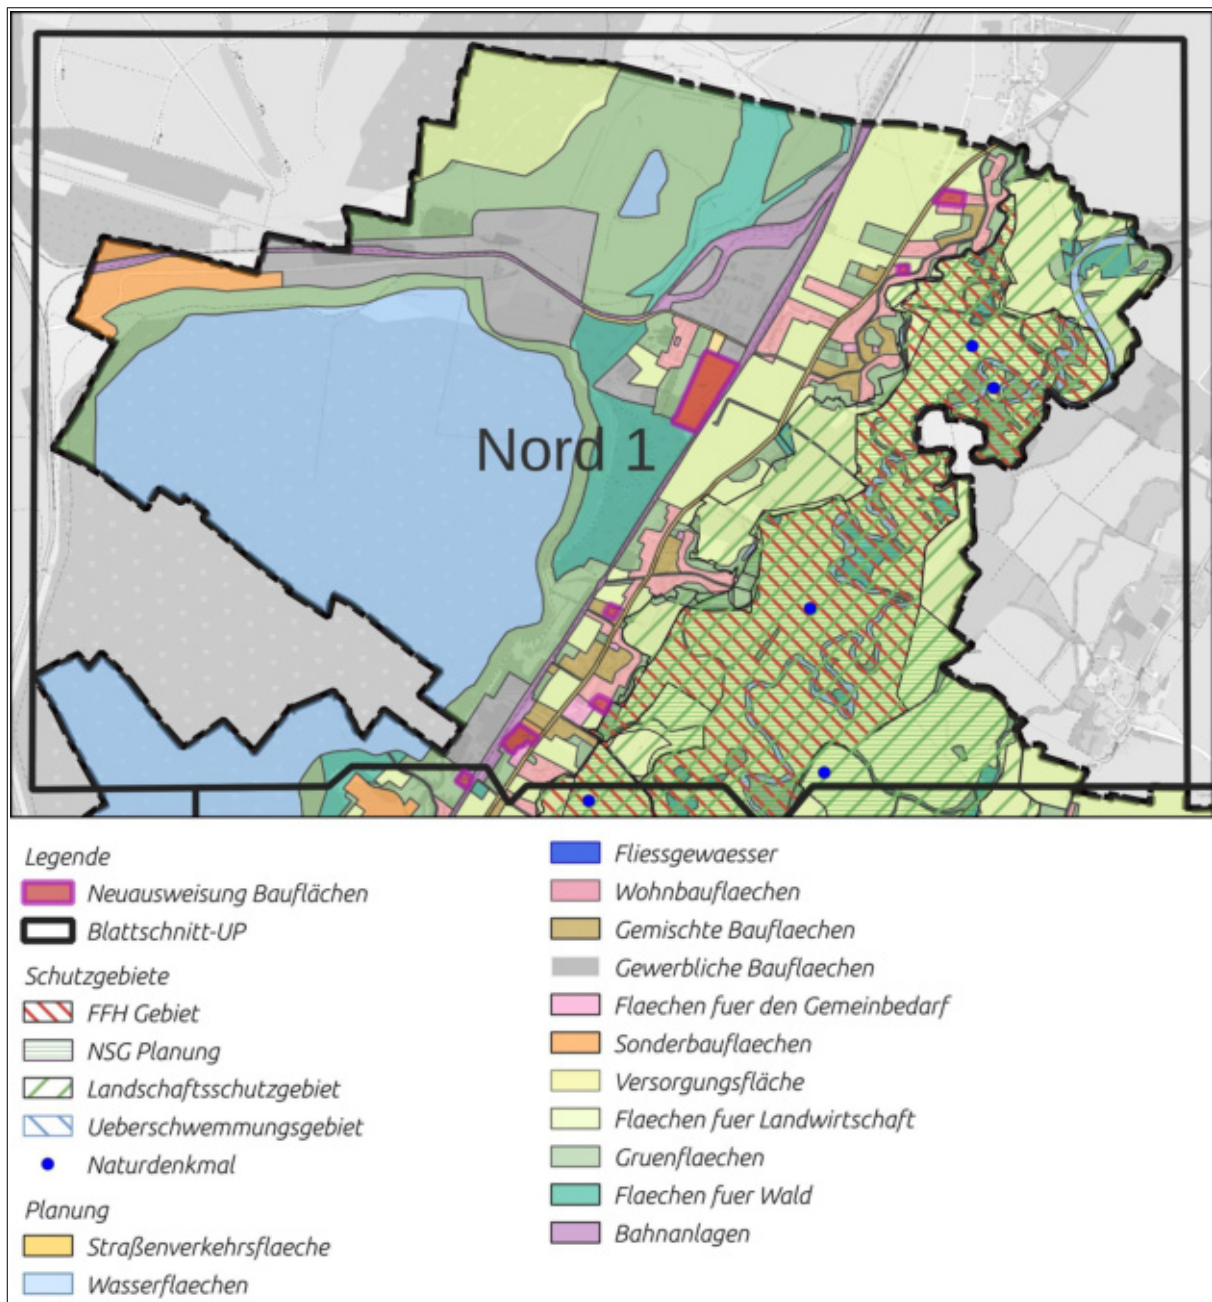 Nord 1
Legende
Neuausweisung Bauflächen
Blattschnitt-UP
Schutzgebiete
FFH Gebiet
NSG Planung
Landschaftsschutzgebiet
Ueberschwemmungsgebiet
Naturdenkmal
Planung
Straßenverkehrsflaeche
Wasserflaechen
Fliessgewaesser
Wohnbauflaechen
Gemischte Bauflaechen
Gewerbliche Bauflaechen
Flaechen fuer den Gemeinbedarf
Sonderbauflaechen
Versorgungsfläche
Flaechen fuer Landwirtschaft
Gruenflaechen
Flaechen fuer Wald
Bahnanlagen